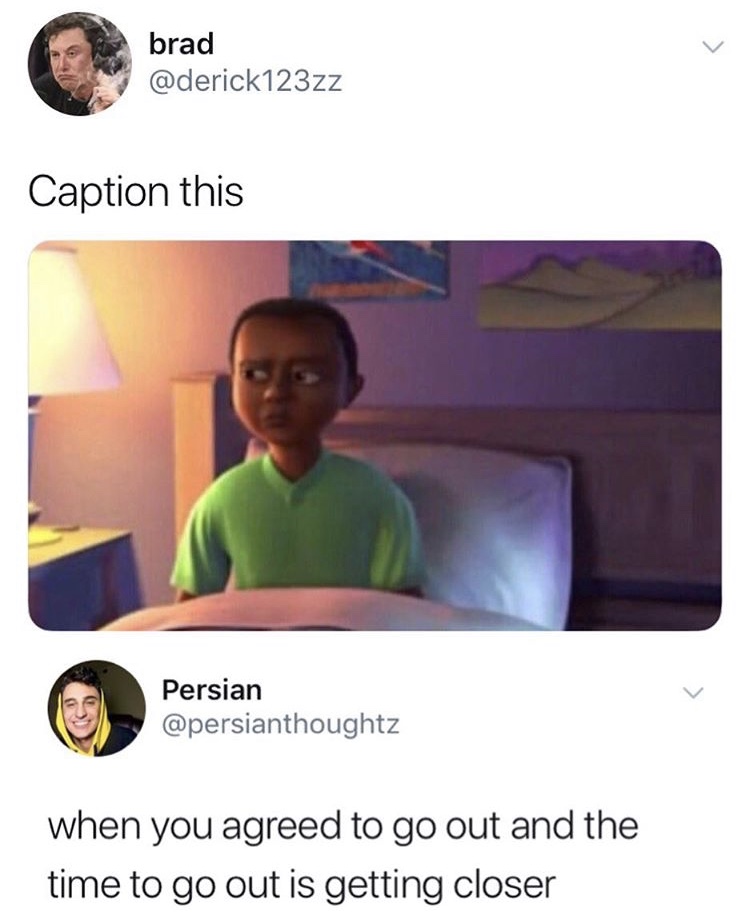 brad
@derick123zz
Caption this
Persian
@persianthoughtz
when you agreed to go out and the
time to go out is getting closer